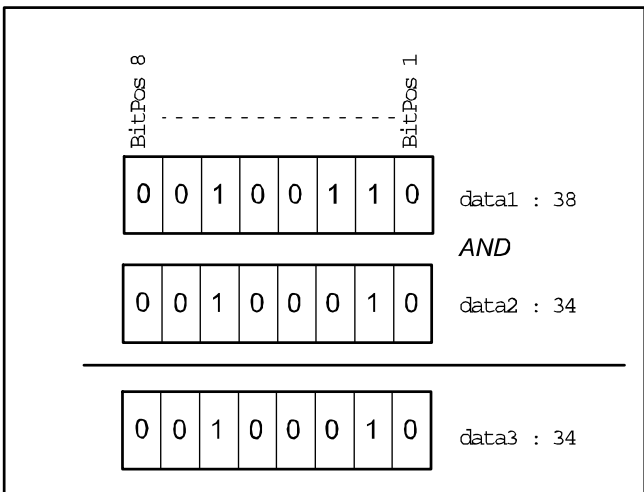 BitPos 8 - - - - - - - - - - - - - - - - - - BitPos 1
0 0 1 0 0 1 1 0 data1 : 38
AND
0 0 1 0 0 0 1 0 data2 : 34
0 0 1 0 0 0 1 0 data3 : 34